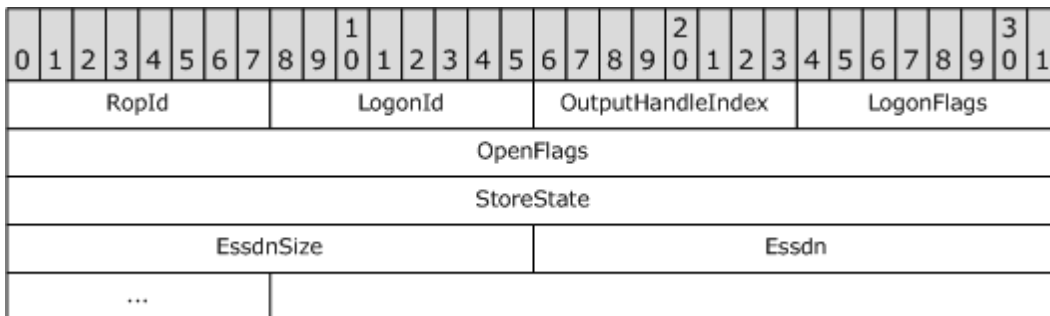 1 2 3
0 1 2 3 4 5 6 7 8 9 0 1 2 3 4 5 6 7 8 9 0 1 2 3 4 5 6 7 8 9 0 1
RopId LogonId OutputHandleIndex LogonFlags
OpenFlags
StoreState
EssdnSize Essdn
...